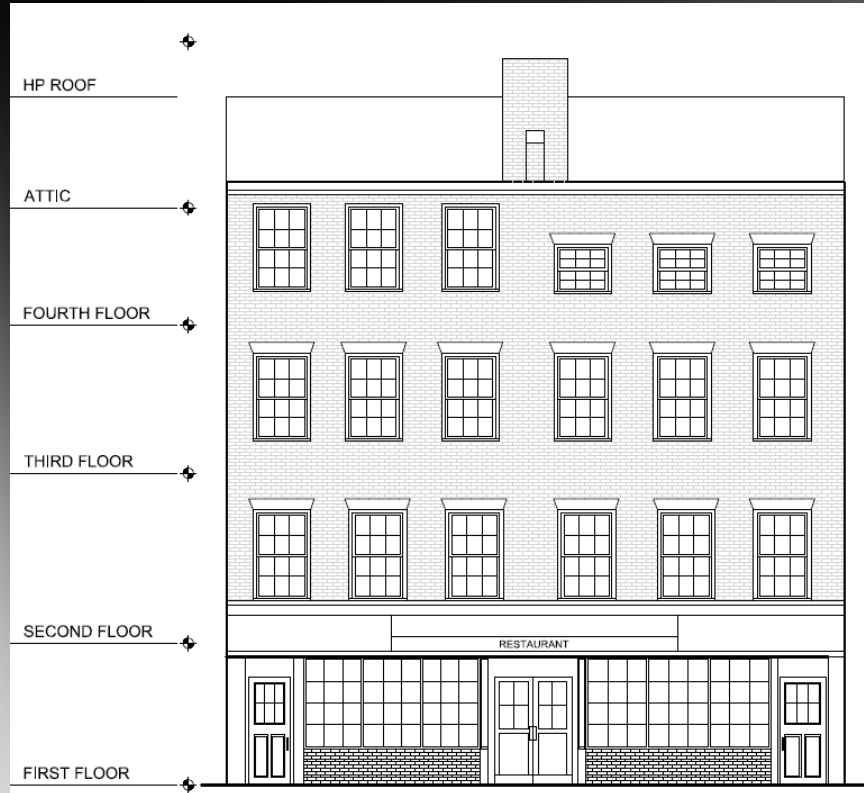 HP ROOF
ATTIC
FOURTH FLOOR
THIRD FLOOR
SECOND FLOOR
RESTAURANT
FIRST FLOOR